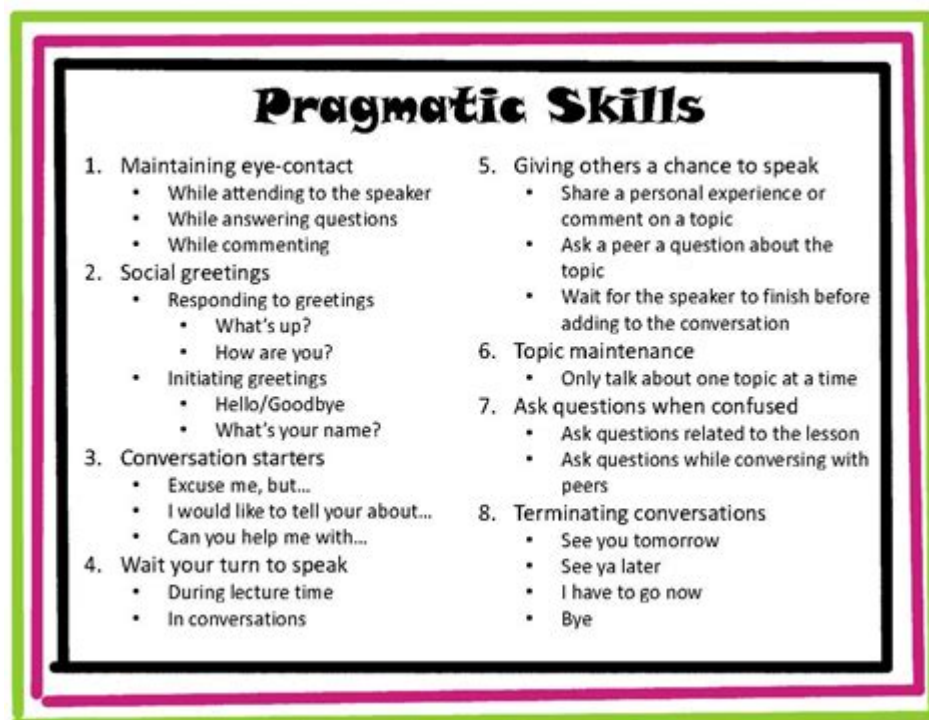 Pragmatic Skills
1. Maintaining eye-contact
• While attending to the speaker
• While answering questions
• While commenting
2. Social greetings
• Responding to greetings
• What's up?
• How are you?
• Initiating greetings
• Hello/Goodbye
• What's your name?
3. Conversation starters
• Excuse me, but...
• I would like to tell your about...
• Can you help me with...
4. Wait your turn to speak
• During lecture time
• In conversations
5. Giving others a chance to speak
• Share a personal experience or
comment on a topic
• Ask a peer a question about the
topic
• Wait for the speaker to finish before
adding to the conversation
6. Topic maintenance
• Only talk about one topic at a time
7. Ask questions when confused
• Ask questions related to the lesson
• Ask questions while conversing with
peers
8. Terminating conversations
• See you tomorrow
• See ya later
• I have to go now
• Bye